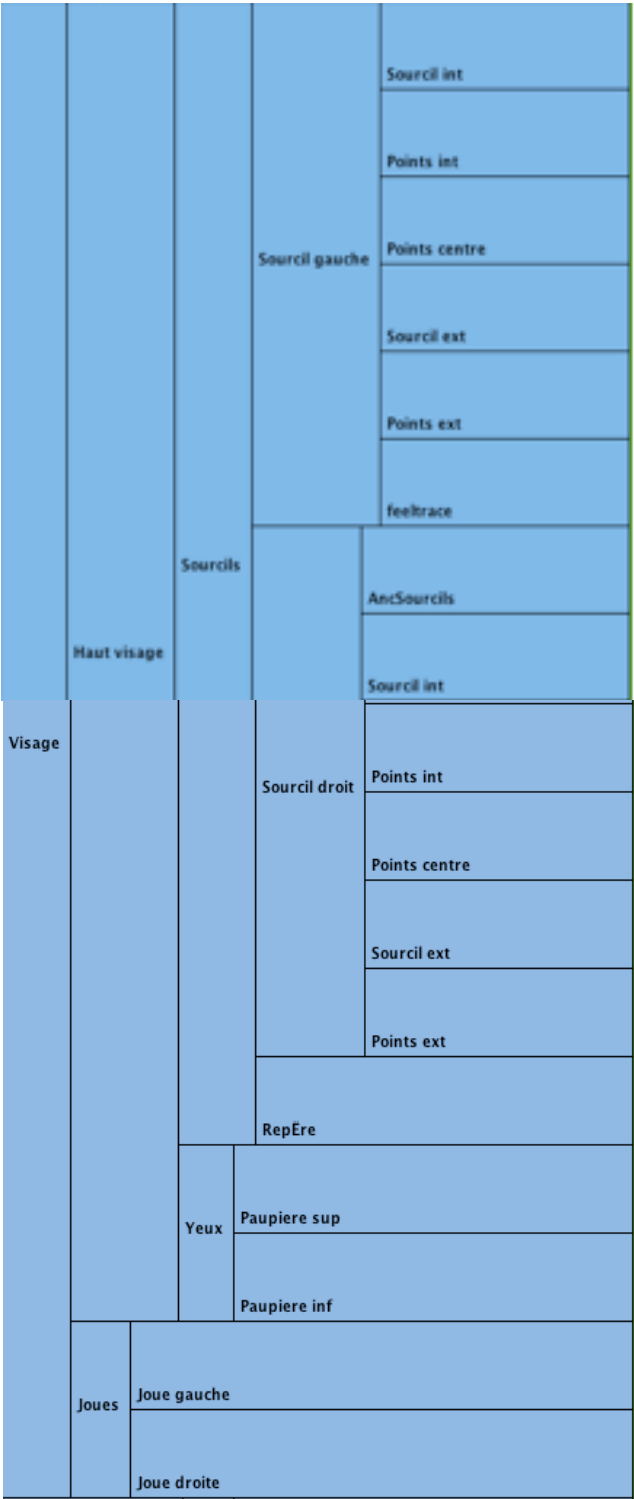 Sourcil int
Points int
Points centre
Sourcil gauche
Sourcil ext
Points ext
feeltrace
Sourcils
AncSourcils
Haut visage
Sourcil int
Visage
Points int
Sourcil droit
Points centre
Sourcil ext
Points ext
RepËre
Paupiere sup
Yeux
Paupiere inf
Joue gauche
Joues
Joue droite